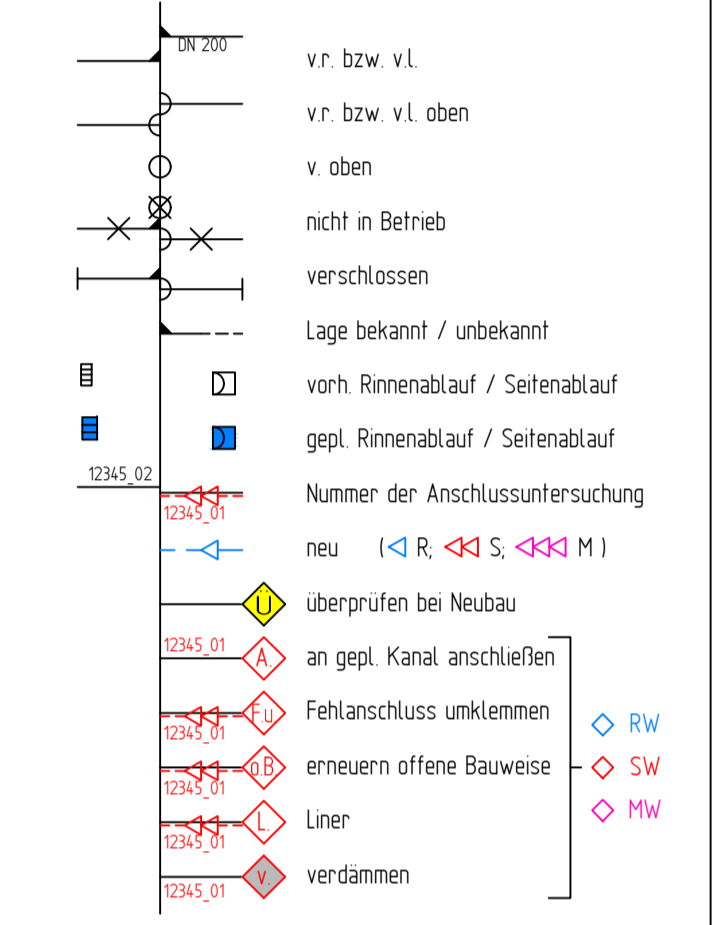 DN 200
v.r. bzw. v.l.
v.r. bzw. v.l. oben
v. oben
nicht in Betrieb
verschlossen
Lage bekannt / unbekannt
vorh. Rinnenablauf / Seitenablauf
gepl. Rinnenablauf / Seitenablauf
12345_02
12345_01 Nummer der Anschlussuntersuchung
neu ( R; S; M )
Ü überprüfen bei Neubau
12345_01 A. an gepl. Kanal anschließen
12345_01 F.u Fehlanschluss umklemmen
RW
12345_01 o.B. erneuern offene Bauweise
SW
12345_01 L. Liner
MW
12345_01 v. verdämmen